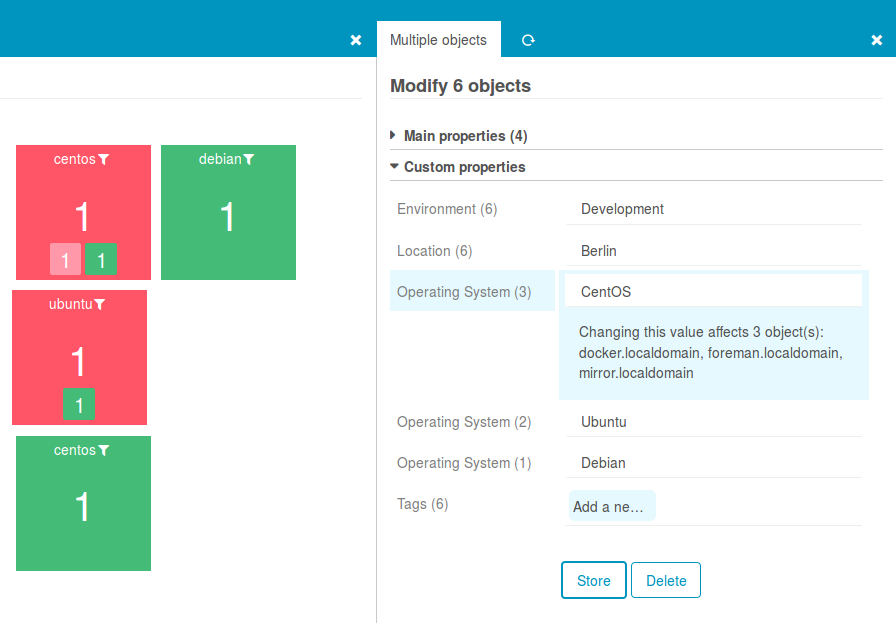 Multiple objects
Modify 6 objects
Main properties (4)
Custom properties
centos
1
1 1
debian
1
ubuntu
1
1
centos
1
Environment (6) Development
Location (6) Berlin
Operating System (3) CentOS
Changing this value affects 3 object(s):
docker.localdomain, foreman.localdomain,
mirror.localdomain
Operating System (2) Ubuntu
Operating System (1) Debian
Tags (6) Add a ne...
Store Delete